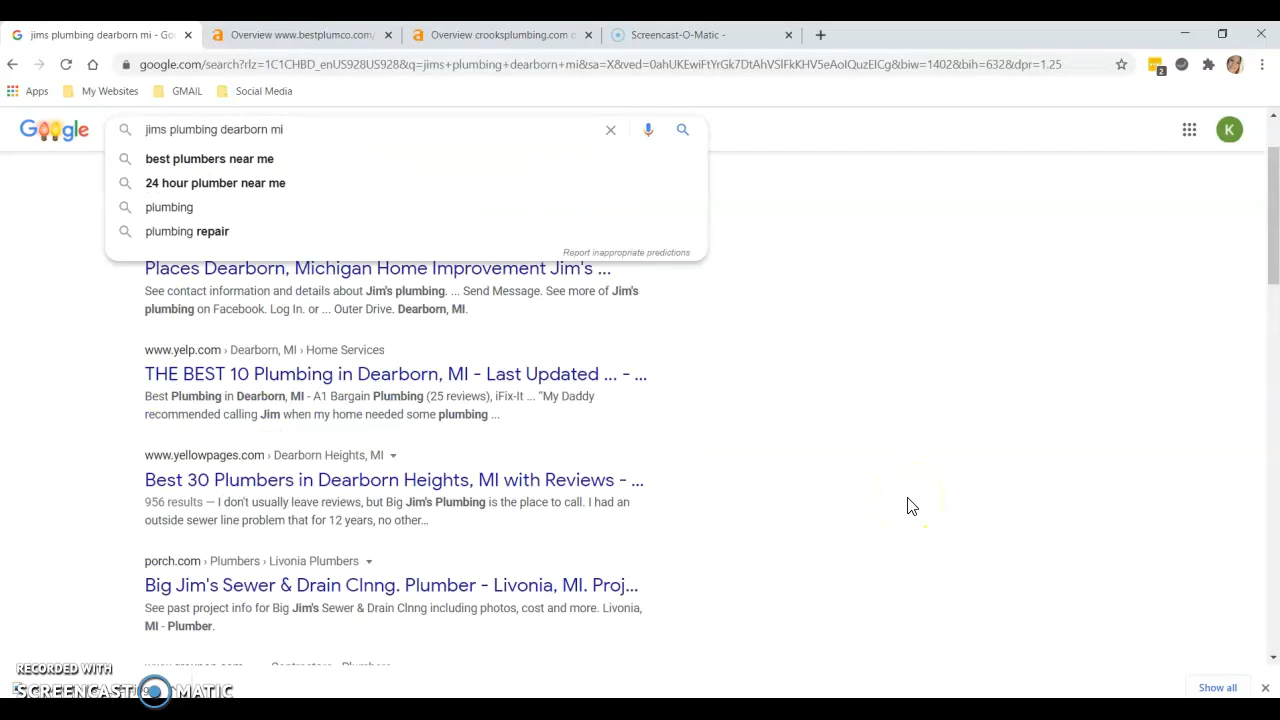 jims plumbing dearborn mi - Goo
Overview www.bestplumco.com/
Overview crooksplumbing.com o
Screencast-O-Matic -
google.com/search?rlz=1C1CHBD_enUS928US928&q=jims+plumbing+dearborn+mi&sa=X&ved=0ahUKEwiFtYrGk7DtAhVSlFkKHV5eAoIQuzEICg&biw=1402&bih=632&dpr=1.25
2
Apps
My Websites
GMAIL
Social Media
Google
jims plumbing dearborn mi
K
best plumbers near me
24 hour plumber near me
plumbing
plumbing repair
Report inappropriate predictions
Places Dearborn, Michigan Home Improvement Jim's ...
See contact information and details about Jim's plumbing. ... Send Message. See more of Jim's
plumbing on Facebook. Log In. or ... Outer Drive. Dearborn, MI.
www.yelp.com › Dearborn, MI › Home Services
THE BEST 10 Plumbing in Dearborn, MI - Last Updated ... - ...
Best Plumbing in Dearborn, MI - A1 Bargain Plumbing (25 reviews), iFix-It ... "My Daddy
recommended calling Jim when my home needed some plumbing ...
www.yellowpages.com › Dearborn Heights, MI
Best 30 Plumbers in Dearborn Heights, MI with Reviews - ...
956 results — I don't usually leave reviews, but Big Jim's Plumbing is the place to call. I had an
outside sewer line problem that for 12 years, no other...
porch.com › Plumbers › Livonia Plumbers
Big Jim's Sewer & Drain Clnng. Plumber - Livonia, MI. Proj...
See past project info for Big Jim's Sewer & Drain Clnng including photos, cost and more. Livonia,
MI - Plumber.
www.groupon.com › Contractors › Plumbers
RECORDED WITH
SCREENCAST-O-MATIC
Show all